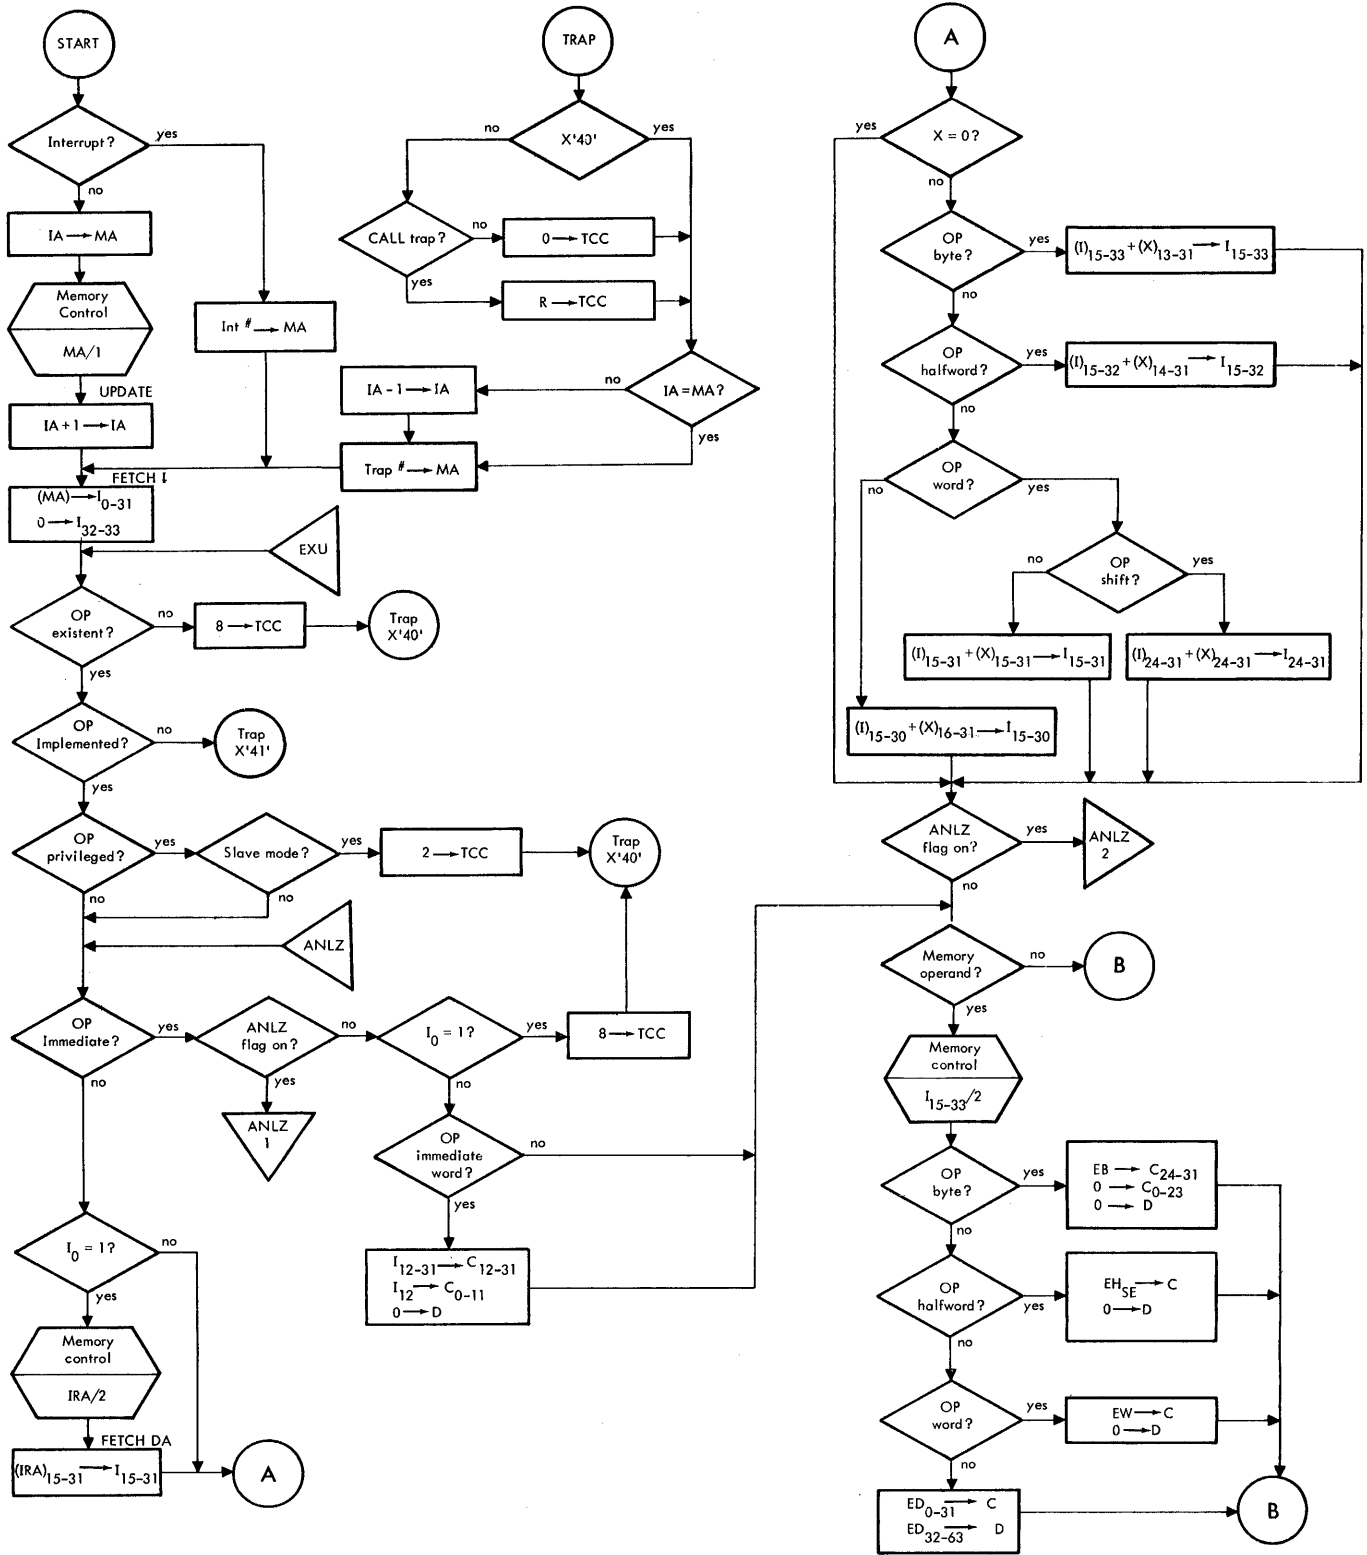 START
Interrupt?
yes
no
IA → MA
Memory
Control
MA/1
UPDATE
IA + 1 → IA
Int # → MA
FETCH I
(MA) → I0-31
0 → I32-33
EXU
OP
existent?
no
8 → TCC
Trap
X'40'
yes
OP
Implemented?
no
Trap
X'41'
yes
OP
privileged?
yes
Slave mode?
yes
2 → TCC
Trap
X'40'
no
no
ANLZ
OP
Immediate?
yes
ANLZ
flag on?
no
I0 = 1?
yes
8 → TCC
no
yes
ANLZ
1
no
OP
immediate
word?
no
yes
I12-31 → C12-31
I12 → C0-11
0 → D
I0 = 1?
no
yes
Memory
control
IRA/2
FETCH DA
(IRA)15-31 → I15-31
A
TRAP
X'40'
no
yes
CALL trap?
no
0 → TCC
yes
R → TCC
IA = MA?
no
IA - 1 → IA
yes
Trap # → MA
A
X = 0?
yes
no
OP
byte?
yes
(I)15-33 + (X)13-31 → I15-33
no
OP
halfword?
yes
(I)15-32 + (X)14-31 → I15-32
no
OP
word?
no
yes
OP
shift?
no
yes
(I)15-31 + (X)15-31 → I15-31
(I)24-31 + (X)24-31 → I24-31
(I)15-30 + (X)16-31 → I15-30
ANLZ
flag on?
yes
ANLZ
2
no
Memory
operand?
no
B
yes
Memory
control
I15-33/2
OP
byte?
yes
EB → C24-31
0 → C0-23
0 → D
no
OP
halfword?
yes
EHSE → C
0 → D
no
OP
word?
yes
EW → C
0 → D
no
ED0-31 → C
ED32-63 → D
B